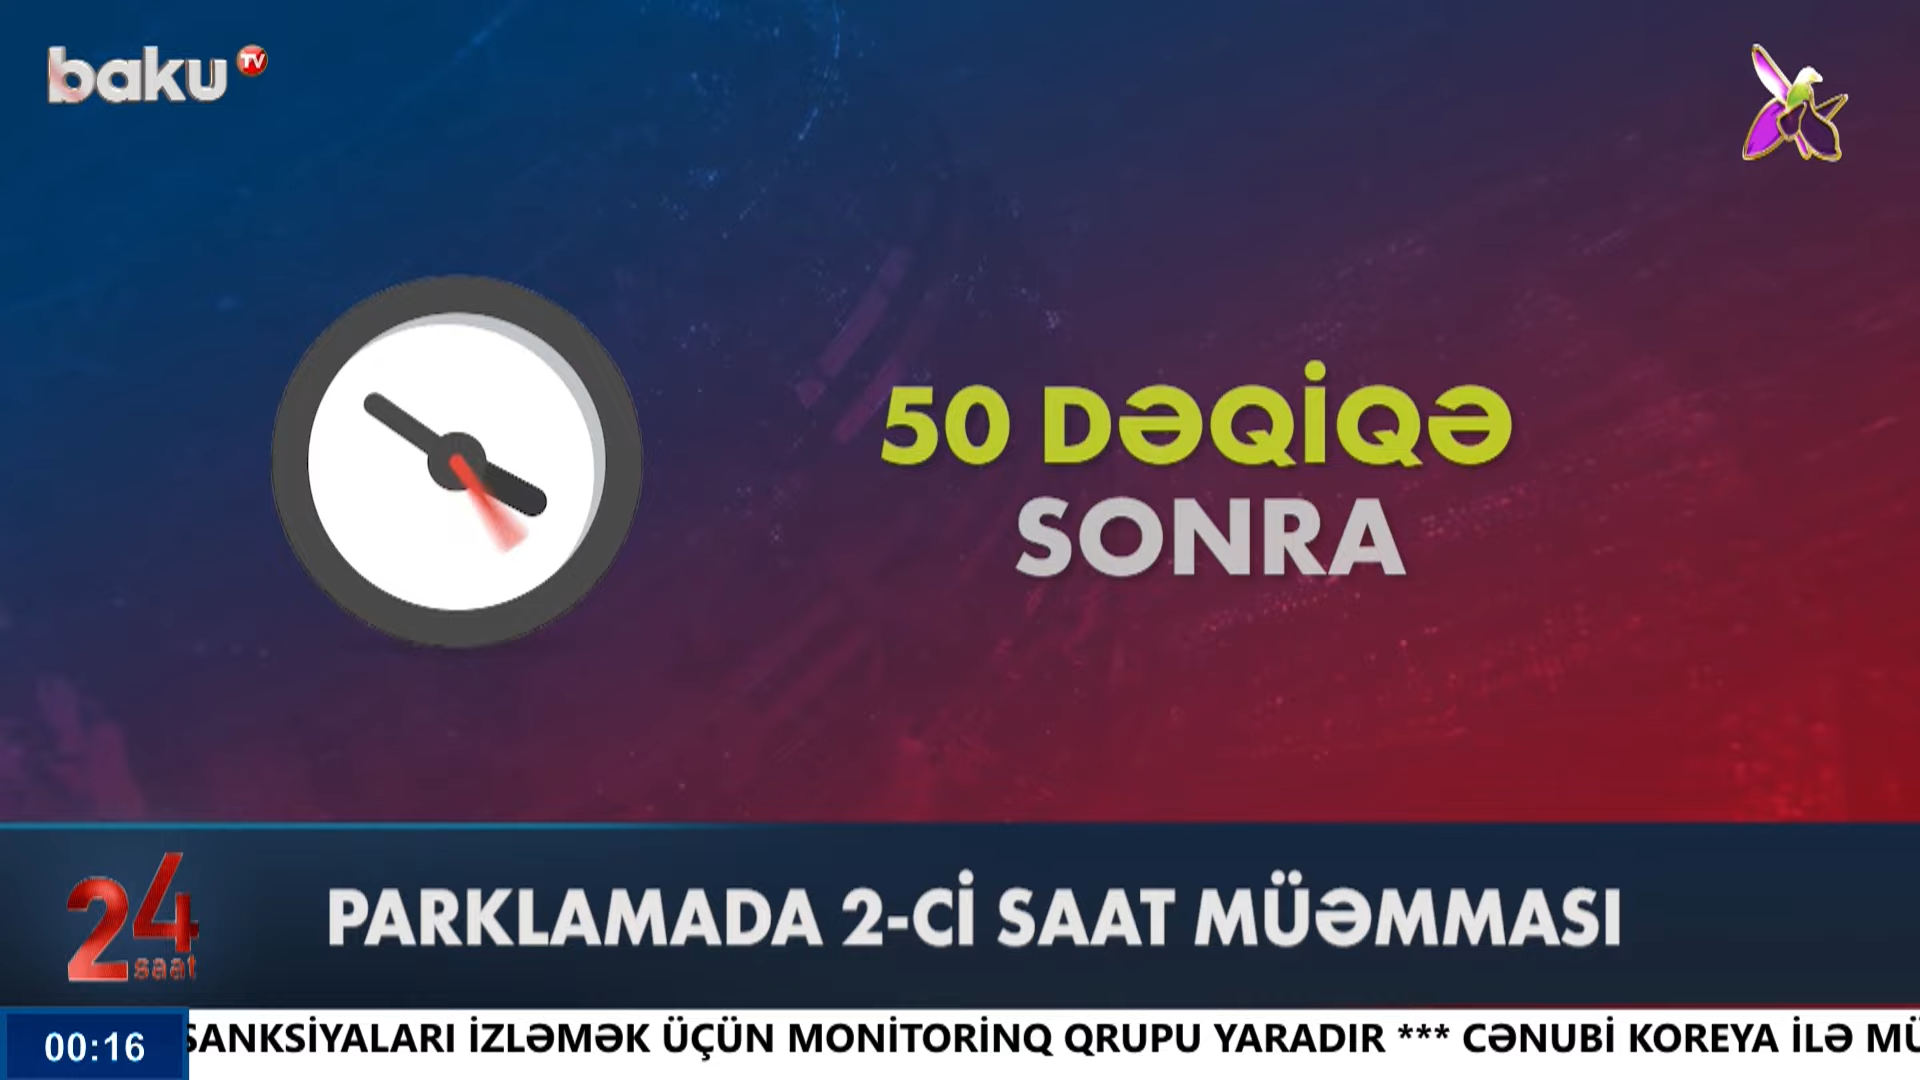 baku TV
50 DƏQİQƏ
SONRA
24 saat
PARKLAMADA 2-Cİ SAAT MÜƏMMASI
00:16
SANKSİYALARI İZLƏMƏK ÜÇÜN MONİTORİNQ QRUPU YARADIR *** CƏNUBİ KOREYA İLƏ